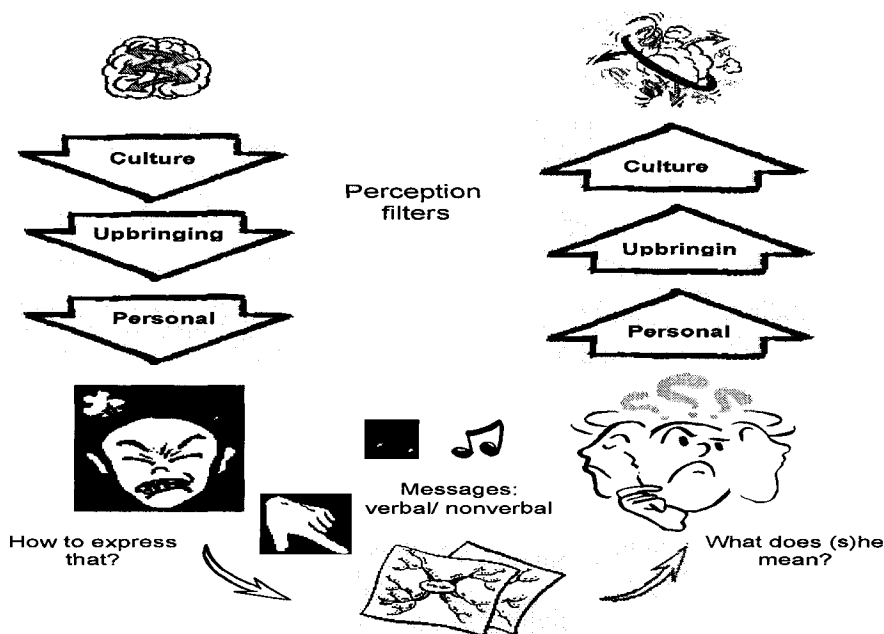 Culture
Upbringing
Personal
How to express
that?
Perception
filters
Messages:
verbal/ nonverbal
Culture
Upbringin
Personal
What does (s)he
mean?